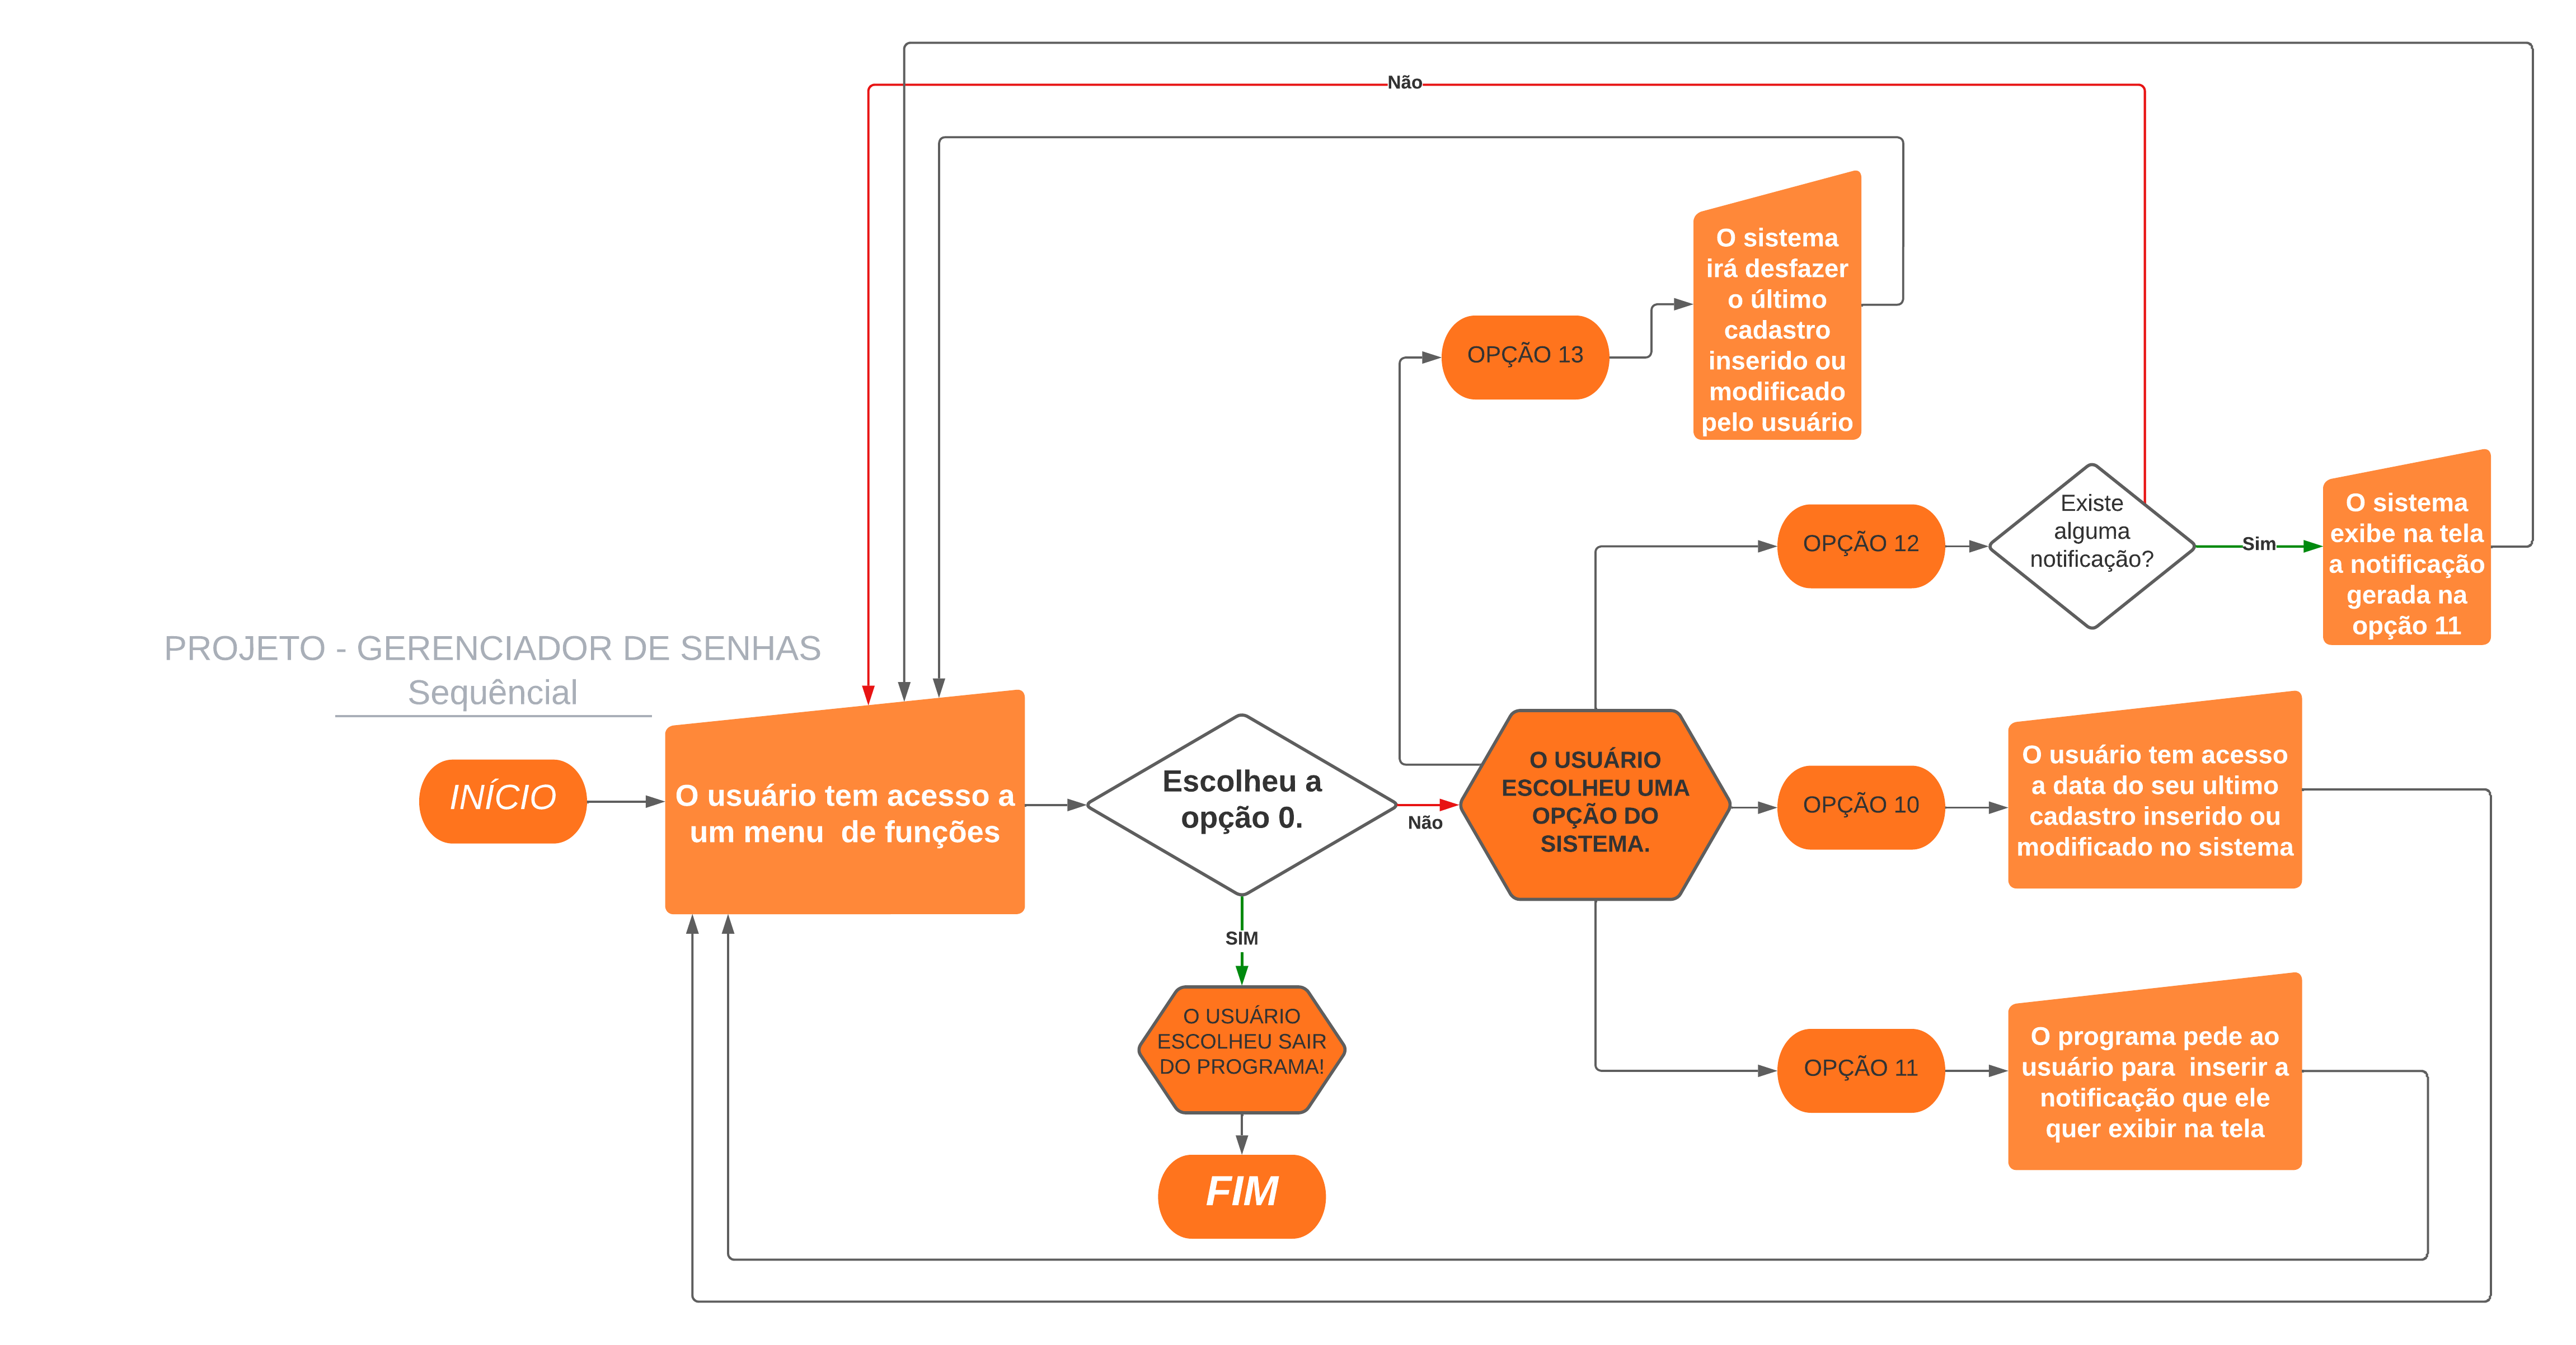 Não
O sistema
irá desfazer
o último
cadastro
inserido ou
modificado
pelo usuário
OPÇÃO 13
OPÇÃO 12
Existe
alguma
notificação?
Sim
O sistema
exibe na tela
a notificação
gerada na
opção 11
PROJETO - GERENCIADOR DE SENHAS
Sequêncial
INÍCIO
O usuário tem acesso a
um menu  de funções
Escolheu a
opção 0.
Não
O USUÁRIO
ESCOLHEU UMA
OPÇÃO DO
SISTEMA.
OPÇÃO 10
O usuário tem acesso
a data do seu ultimo
cadastro inserido ou
modificado no sistema
SIM
O USUÁRIO
ESCOLHEU SAIR
DO PROGRAMA!
OPÇÃO 11
O programa pede ao
usuário para  inserir a
notificação que ele
quer exibir na tela
FIM